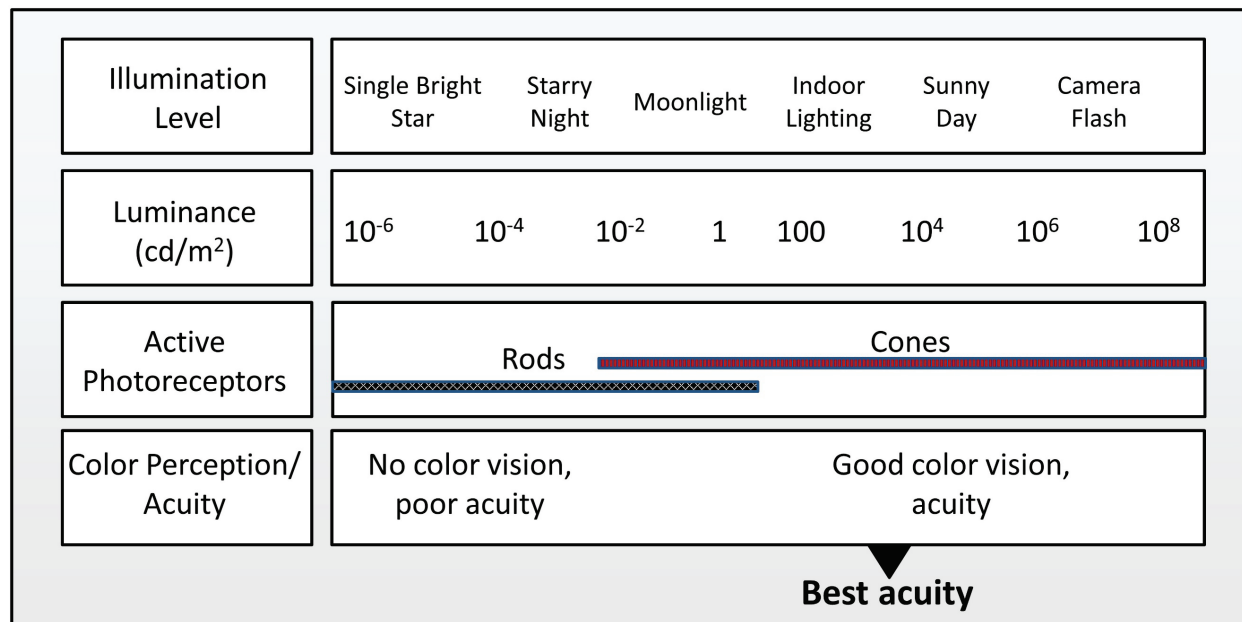 Illumination
Level
Single Bright
Star
Starry
Night
Moonlight
Indoor
Lighting
Sunny
Day
Camera
Flash
Luminance
(cd/m²)
10⁻⁶ 10⁻⁴ 10⁻² 1 100 10⁴ 10⁶ 10⁸
Active
Photoreceptors
Rods
Cones
Color Perception/
Acuity
No color vision,
poor acuity
Good color vision,
acuity
Best acuity